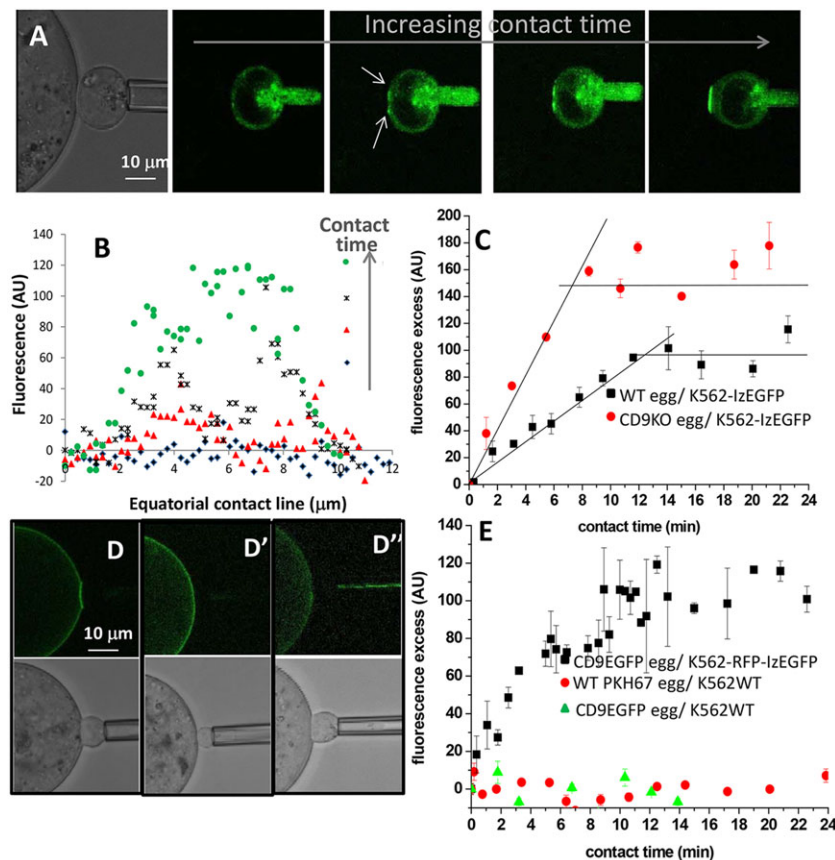 A
Increasing contact time
10 µm
B
Contact
time
Fluorescence (AU)
140
120
100
80
60
40
20
0
-20
0 2 4 6 8 10 12
Equatorial contact line (µm)
C
fluorescence excess (AU)
200
180
160
140
120
100
80
60
40
20
0
WT egg/ K562-IzEGFP
CD9KO egg/ K562-IzEGFP
0 2 4 6 8 10 12 14 16 18 20 22 24
contact time (min)
D
D'
D''
10 µm
E
fluorescence excess (AU)
140
120
100
80
60
40
20
0
CD9EGFP egg/ K562-RFP-IzEGFP
WT PKH67 egg/ K562WT
CD9EGFP egg/ K562WT
0 2 4 6 8 10 12 14 16 18 20 22 24
contact time (min)